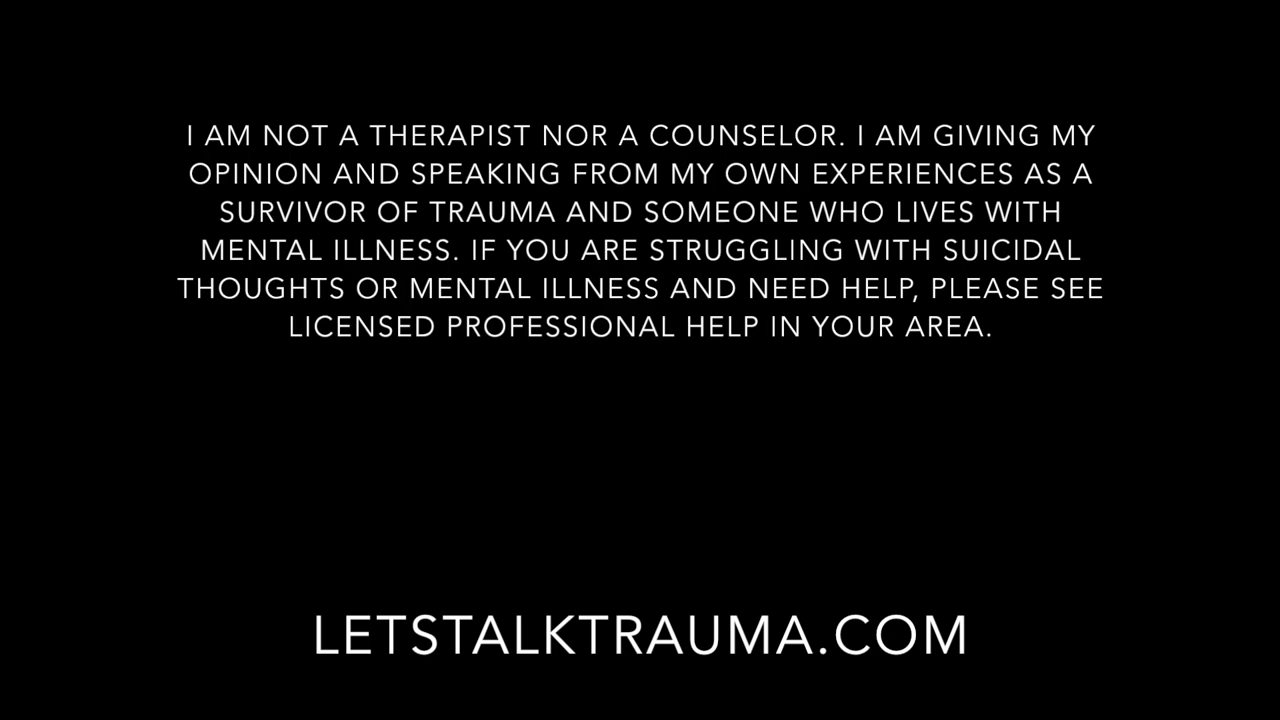 I AM NOT A THERAPIST NOR A COUNSELOR. I AM GIVING MY
OPINION AND SPEAKING FROM MY OWN EXPERIENCES AS A
SURVIVOR OF TRAUMA AND SOMEONE WHO LIVES WITH
MENTAL ILLNESS. IF YOU ARE STRUGGLING WITH SUICIDAL
THOUGHTS OR MENTAL ILLNESS AND NEED HELP, PLEASE SEE
LICENSED PROFESSIONAL HELP IN YOUR AREA.
LETSTALKTRAUMA.COM